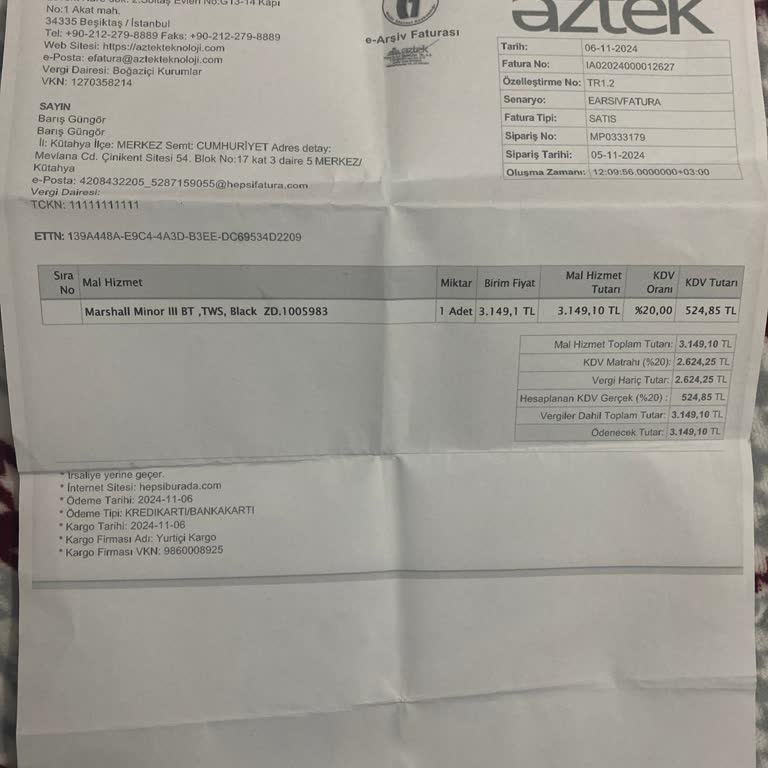 No:1 Akat mah.
34335 Beşiktaş / İstanbul
Tel: +90-212-279-8889 Faks: +90-212-279-8889
Web Sitesi: https://aztekteknoloji.com
e-Posta: efatura@aztekteknoloji.com
Vergi Dairesi: Boğaziçi Kurumlar
VKN: 1270358214
e-Arşiv Faturası
aztek
Tarih: 06-11-2024
Fatura No: IA02024000012627
Özelleştirme No: TR1.2
Senaryo: EARSIVFATURA
Fatura Tipi: SATIS
Sipariş No: MP0333179
Sipariş Tarihi: 05-11-2024
Oluşma Zamanı: 12:09:56.0000000+03:00
SAYIN
Barış Güngör
Barış Güngör
İl: Kütahya İlçe: MERKEZ Semt: CUMHURİYET Adres detay:
Mevlana Cd. Çinikent Sitesi 54. Blok No:17 kat 3 daire 5 MERKEZ/
Kütahya
e-Posta: 4208432205_5287159055@hepsifatura.com
Vergi Dairesi:
TCKN: 11111111111
ETTN: 139A448A-E9C4-4A3D-B3EE-DC69534D2209
Sıra No Mal Hizmet Miktar Birim Fiyat Mal Hizmet Tutarı KDV Oranı KDV Tutarı
Marshall Minor III BT ,TWS, Black ZD.1005983 1 Adet 3.149,1 TL 3.149,10 TL %20,00 524,85 TL
Mal Hizmet Toplam Tutarı: 3.149,10 TL
KDV Matrahı (%20): 2.624,25 TL
Vergi Hariç Tutar: 2.624,25 TL
Hesaplanan KDV Gerçek (%20) : 524,85 TL
Vergiler Dahil Toplam Tutar: 3.149,10 TL
Ödenecek Tutar: 3.149,10 TL
* İrsaliye yerine geçer.
* İnternet Sitesi: hepsiburada.com
* Ödeme Tarihi: 2024-11-06
* Ödeme Tipi: KREDIKARTI/BANKAKARTI
* Kargo Tarihi: 2024-11-06
* Kargo Firması Adı: Yurtiçi Kargo
* Kargo Firması VKN: 9860008925